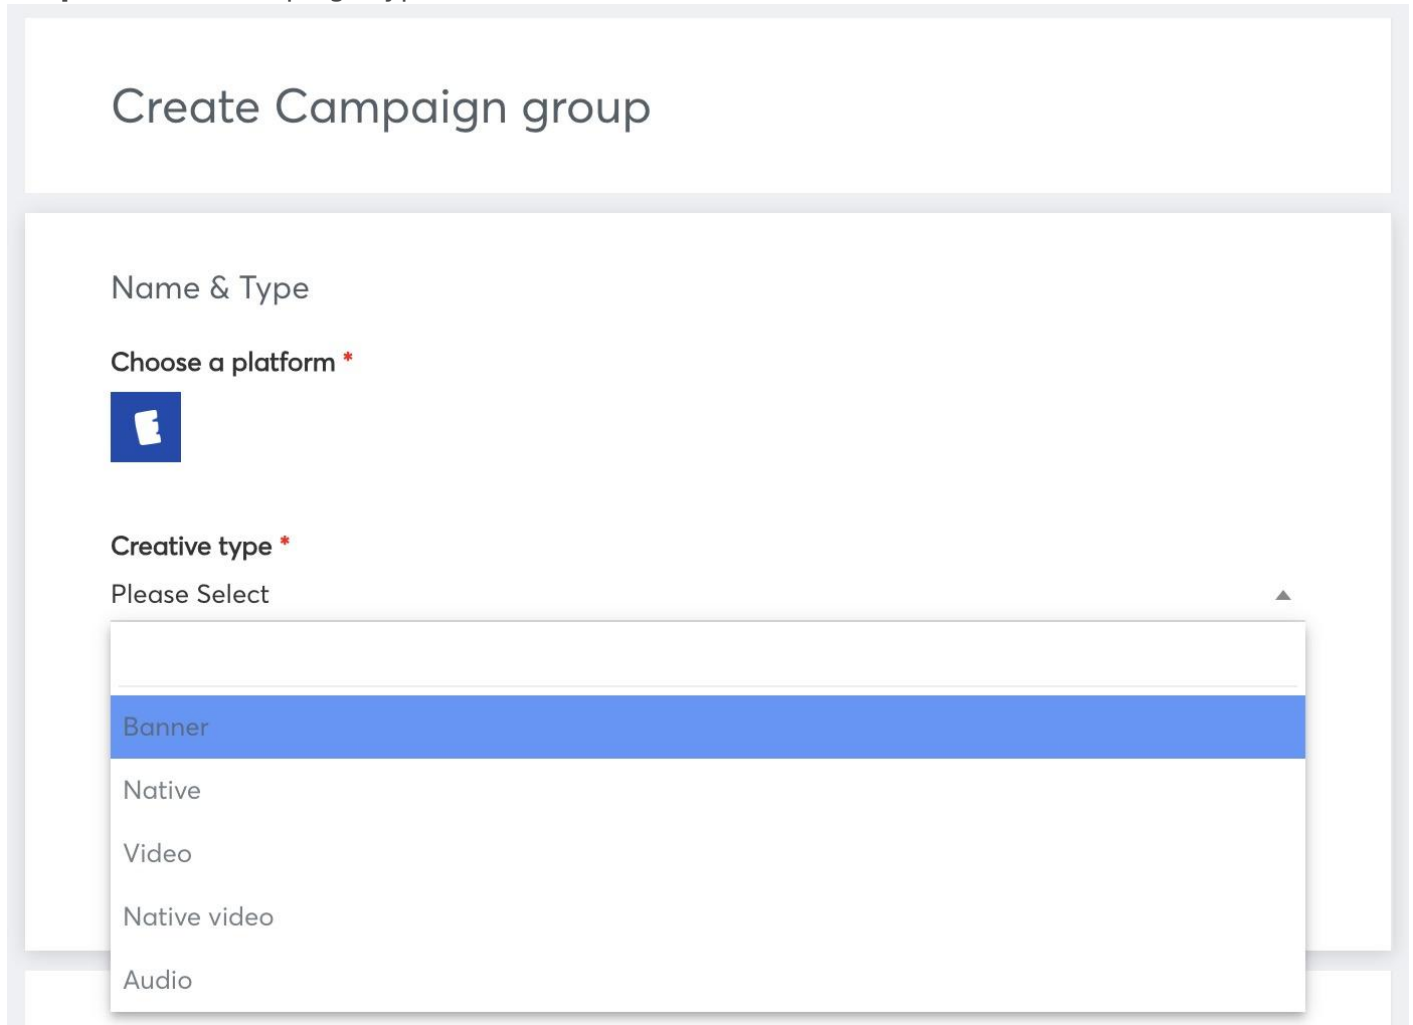 Create Campaign group
Name & Type
Choose a platform *
E
Creative type *
Please Select
Banner
Native
Video
Native video
Audio